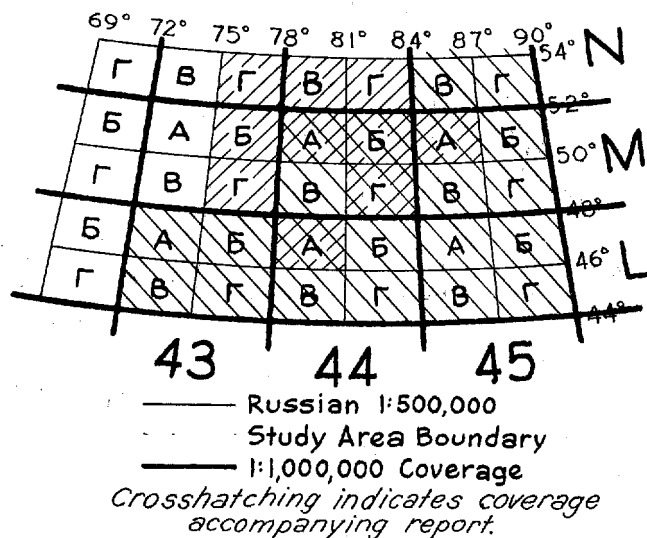 69° 72° 75° 78° 81° 84° 87° 90°
54° N
Г В Г В Г В Г
52°
Б А Б А Б А Б
50° M
Г В Г В Г В Г
48°
Б А Б А Б А Б
46° L
Г В Г В Г В Г
44°
43 44 45
Russian 1:500,000
Study Area Boundary
1:1,000,000 Coverage
Crosshatching indicates coverage
accompanying report.